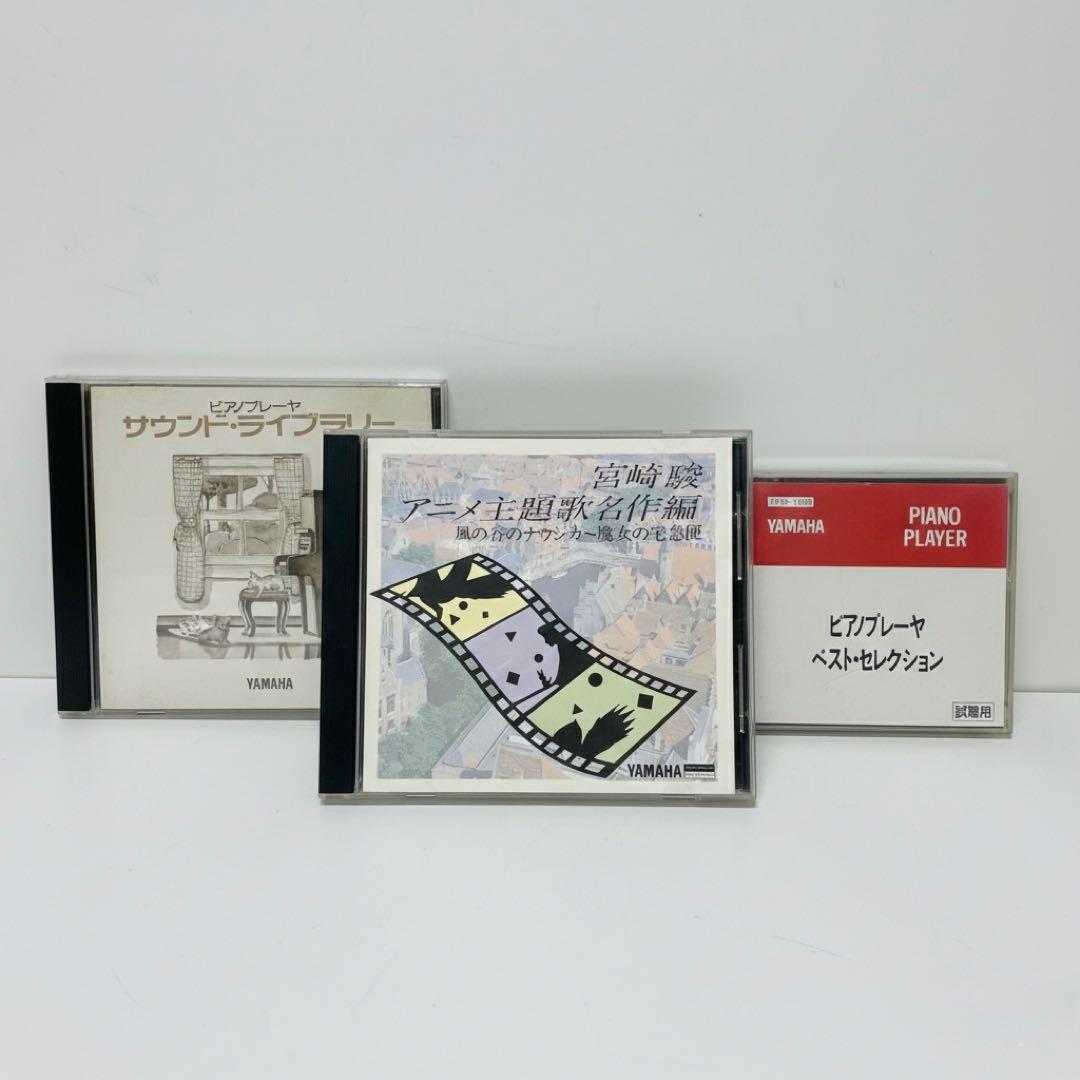 ピアノプレーヤ
サウンド・ライブラリー
YAMAHA
宮崎駿
アニメ主題歌名作編
風の谷のナウシカ〜魔女の宅急便
YAMAHA
YAMAHA
PIANO
PLAYER
ピアノプレーヤ
ベスト・セレクション